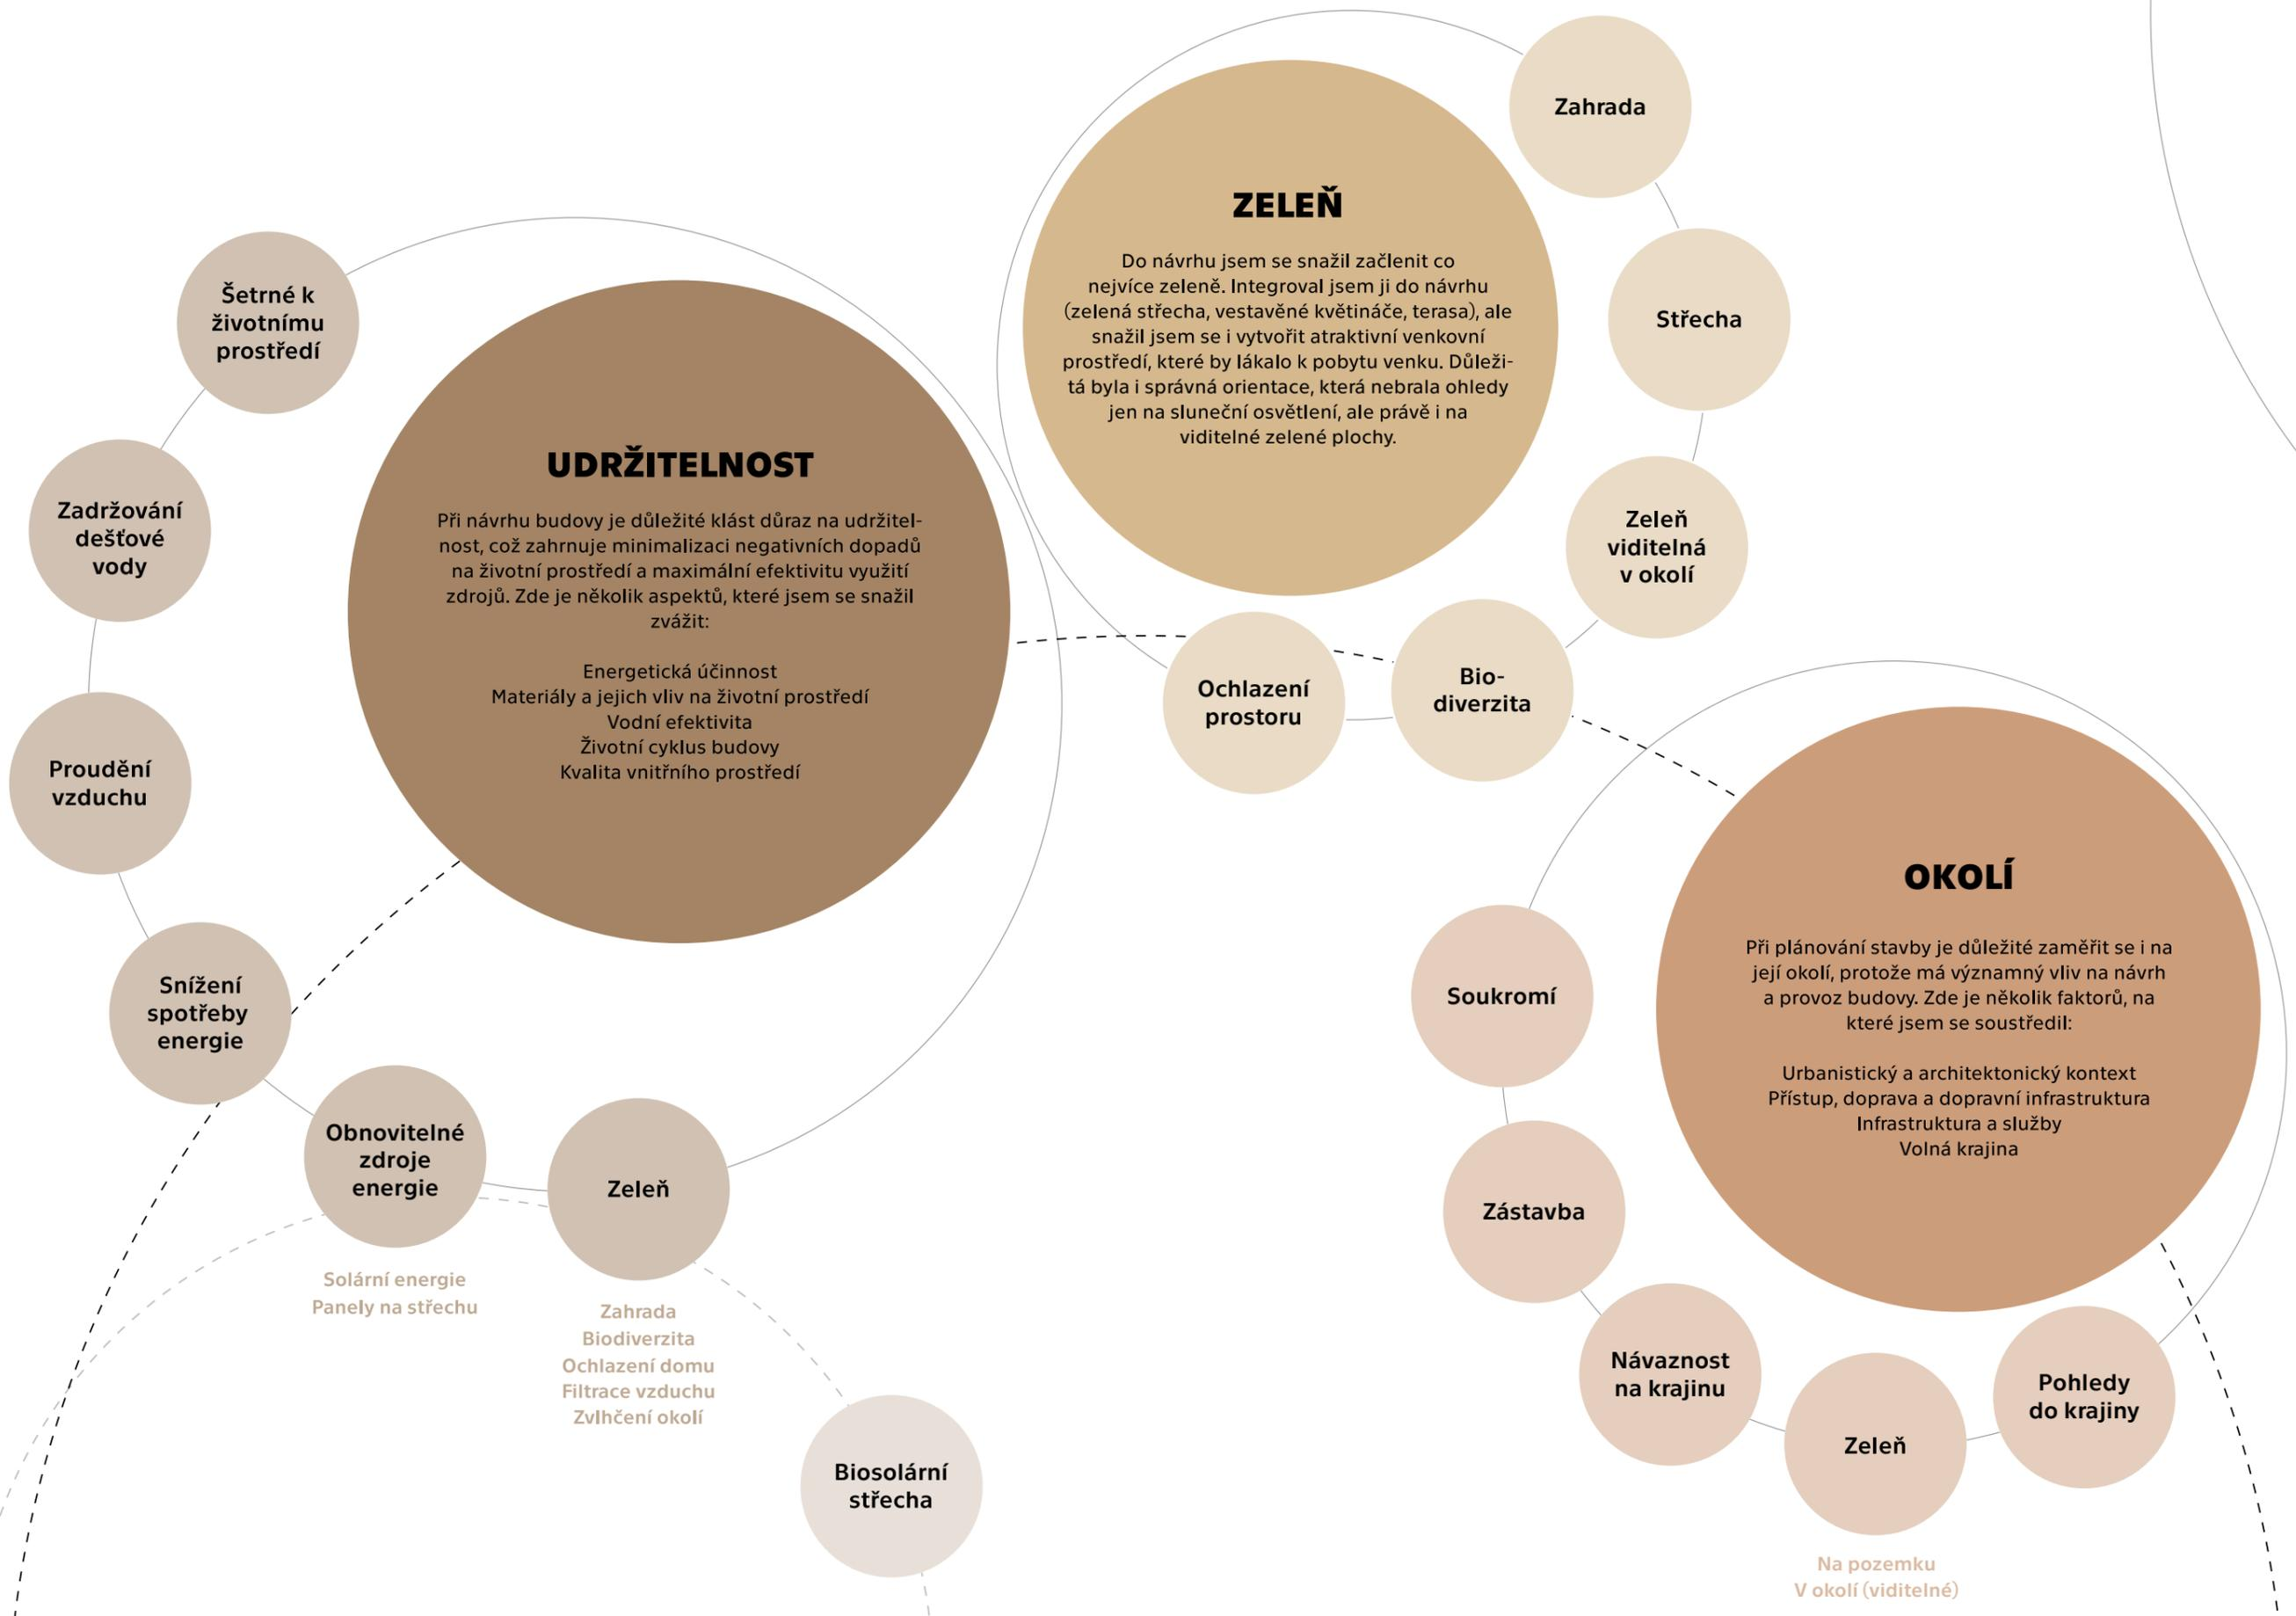 ZELEŇ
Do návrhu jsem se snažil začlenit co
nejvíce zeleně. Integroval jsem ji do návrhu
(zelená střecha, vestavěné květináče, terasa), ale
snažil jsem se i vytvořit atraktivní venkovní
prostředí, které by lákalo k pobytu venku. Důleži-
tá byla i správná orientace, která nebrala ohledy
jen na sluneční osvětlení, ale právě i na
viditelné zelené plochy.
Zahrada
Střecha
Zeleň
viditelná
v okolí
Bio-
diverzita
Ochlazení
prostoru
UDRŽITELNOST
Při návrhu budovy je důležité klást důraz na udržitel-
nost, což zahrnuje minimalizaci negativních dopadů
na životní prostředí a maximální efektivitu využití
zdrojů. Zde je několik aspektů, které jsem se snažil
zvážit:
Energetická účinnost
Materiály a jejich vliv na životní prostředí
Vodní efektivita
Životní cyklus budovy
Kvalita vnitřního prostředí
Šetrné k
životnímu
prostředí
Zadržování
dešťové
vody
Proudění
vzduchu
Snížení
spotřeby
energie
Obnovitelné
zdroje
energie
Solární energie
Panely na střechu
Zeleň
Zahrada
Biodiverzita
Ochlazení domu
Filtrace vzduchu
Zvlhčení okolí
Biosolární
střecha
OKOLÍ
Při plánování stavby je důležité zaměřit se i na
její okolí, protože má významný vliv na návrh
a provoz budovy. Zde je několik faktorů, na
které jsem se soustředil:
Urbanistický a architektonický kontext
Přístup, doprava a dopravní infrastruktura
Infrastruktura a služby
Volná krajina
Soukromí
Zástavba
Návaznost
na krajinu
Zeleň
Na pozemku
V okolí (viditelné)
Pohledy
do krajiny